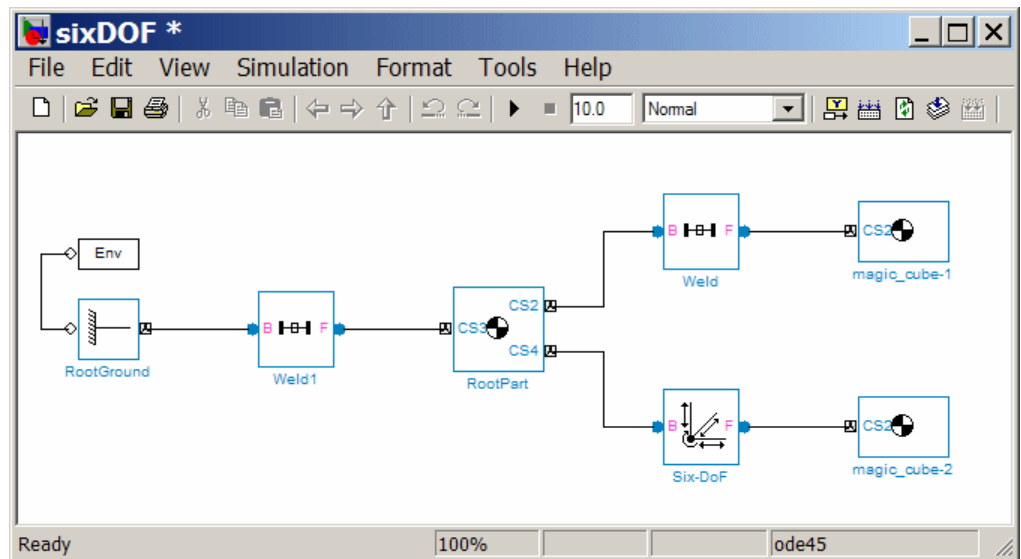 sixDOF *
File Edit View Simulation Format Tools Help
10.0 Normal
Env
RootGround
B F
Weld1
CS3
CS2
CS4
RootPart
B F
Weld
CS2
magic_cube-1
B F
Six-DoF
CS2
magic_cube-2
Ready 100% ode45